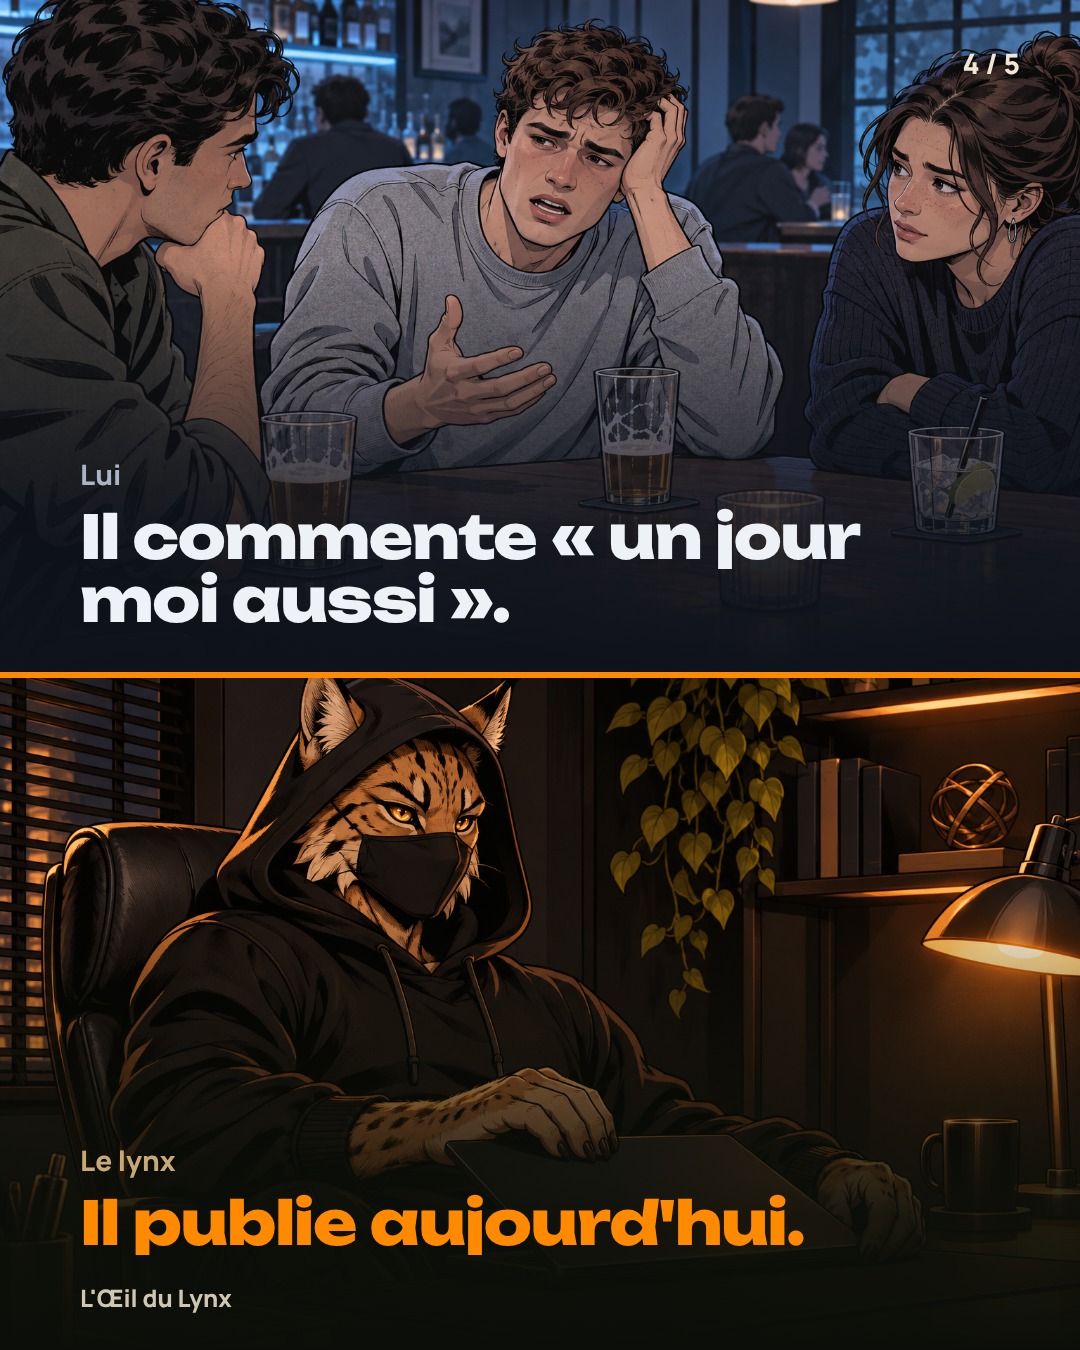 4 / 5
Lui
Il commente « un jour
moi aussi ».
Le lynx
Il publie aujourd'hui.
L'Œil du Lynx